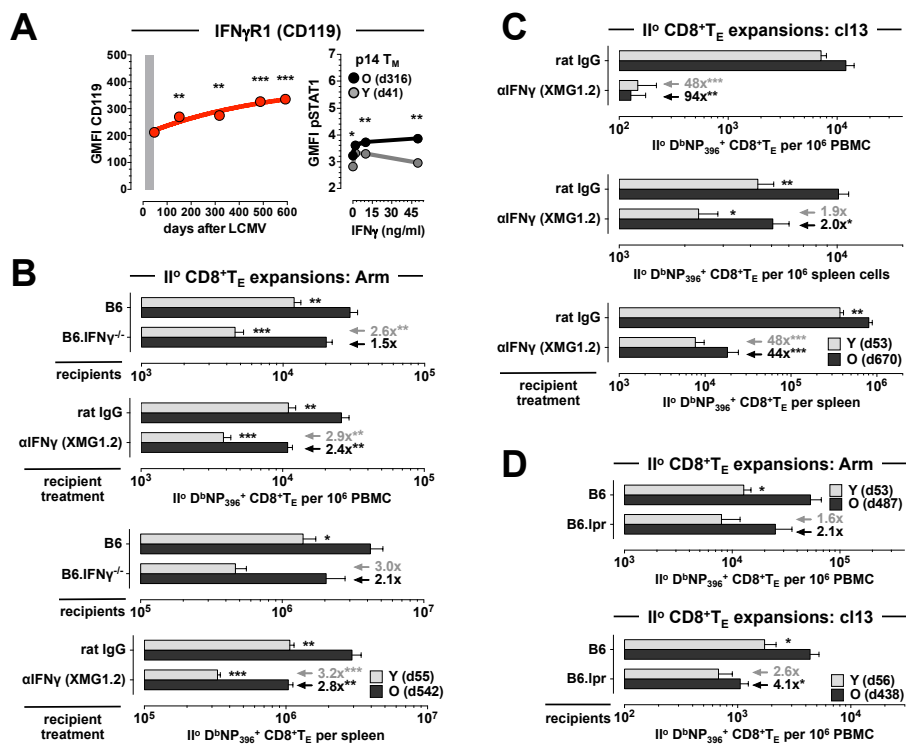 A
IFNγR1 (CD119)
GMFI CD119
500
400
300
200
100
0
** ** *** ***
0 100 200 300 400 500 600
days after LCMV
p14 TM
O (d316)
Y (d41)
GMFI pSTAT1
7
6
5
4
3
2
* ** **
0 15 30 45
IFNγ (ng/ml)
B
IIº CD8+TE expansions: Arm
B6
**
B6.IFNγ-/-
***
2.6x**
1.5x
recipients
10³ 10⁴ 10⁵
rat IgG
**
αIFNγ (XMG1.2)
***
2.9x**
2.4x**
recipient treatment
10³ 10⁴ 10⁵
IIº DbNP396+ CD8+TE per 10⁶ PBMC
B6
*
B6.IFNγ-/-
3.0x
2.1x
recipients
10⁵ 10⁶ 10⁷
rat IgG
**
αIFNγ (XMG1.2)
***
3.2x***
2.8x**
Y (d55)
O (d542)
recipient treatment
10⁵ 10⁶ 10⁷
IIº DbNP396+ CD8+TE per spleen
C
IIº CD8+TE expansions: cl13
rat IgG
αIFNγ (XMG1.2)
48x***
94x**
10² 10³ 10⁴
IIº DbNP396+ CD8+TE per 10⁶ PBMC
rat IgG
**
αIFNγ (XMG1.2)
*
1.9x
2.0x*
10³ 10⁴
IIº DbNP396+ CD8+TE per 10⁶ spleen cells
rat IgG
**
αIFNγ (XMG1.2)
48x***
44x***
Y (d53)
O (d670)
10³ 10⁴ 10⁵ 10⁶
recipient treatment
IIº DbNP396+ CD8+TE per spleen
D
IIº CD8+TE expansions: Arm
B6
*
Y (d53)
O (d487)
B6.lpr
1.6x
2.1x
10³ 10⁴ 10⁵
IIº DbNP396+ CD8+TE per 10⁶ PBMC
IIº CD8+TE expansions: cl13
B6
*
B6.lpr
2.6x
4.1x*
Y (d56)
O (d438)
recipients
10² 10³ 10⁴
IIº DbNP396+ CD8+TE per 10⁶ PBMC